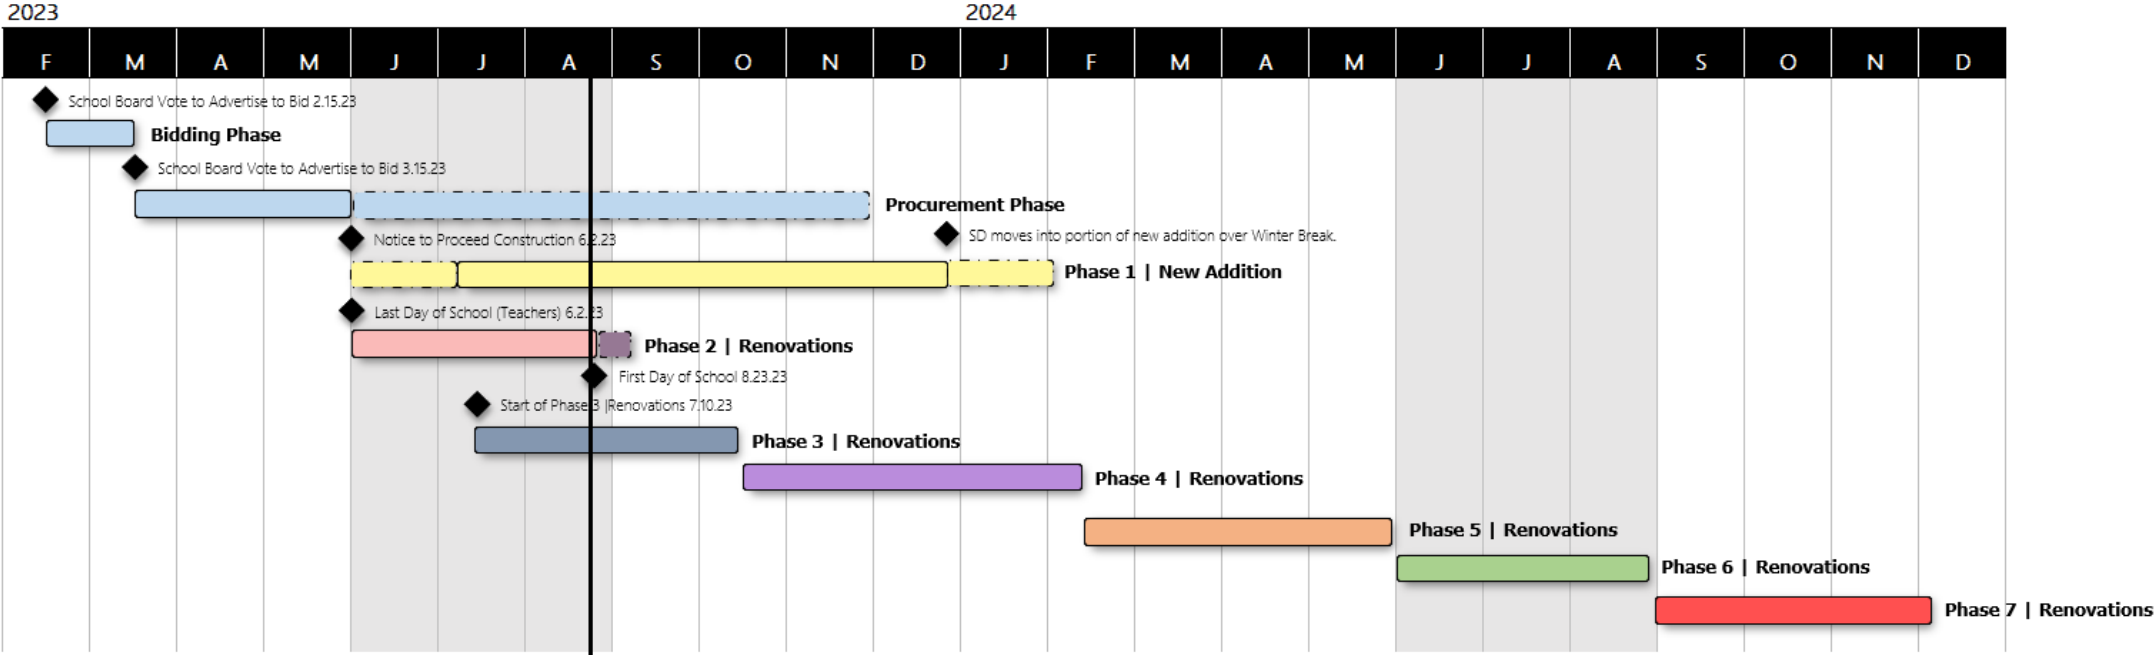 2023 2024
F M A M J J A S O N D J F M A M J J A S O N D
School Board Vote to Advertise to Bid 2.15.23
Bidding Phase
School Board Vote to Advertise to Bid 3.15.23
Procurement Phase
Notice to Proceed Construction 6.2.23
SD moves into portion of new addition over Winter Break.
Phase 1 | New Addition
Last Day of School (Teachers) 6.2.23
Phase 2 | Renovations
First Day of School 8.23.23
Start of Phase 3 |Renovations 7.10.23
Phase 3 | Renovations
Phase 4 | Renovations
Phase 5 | Renovations
Phase 6 | Renovations
Phase 7 | Renovations